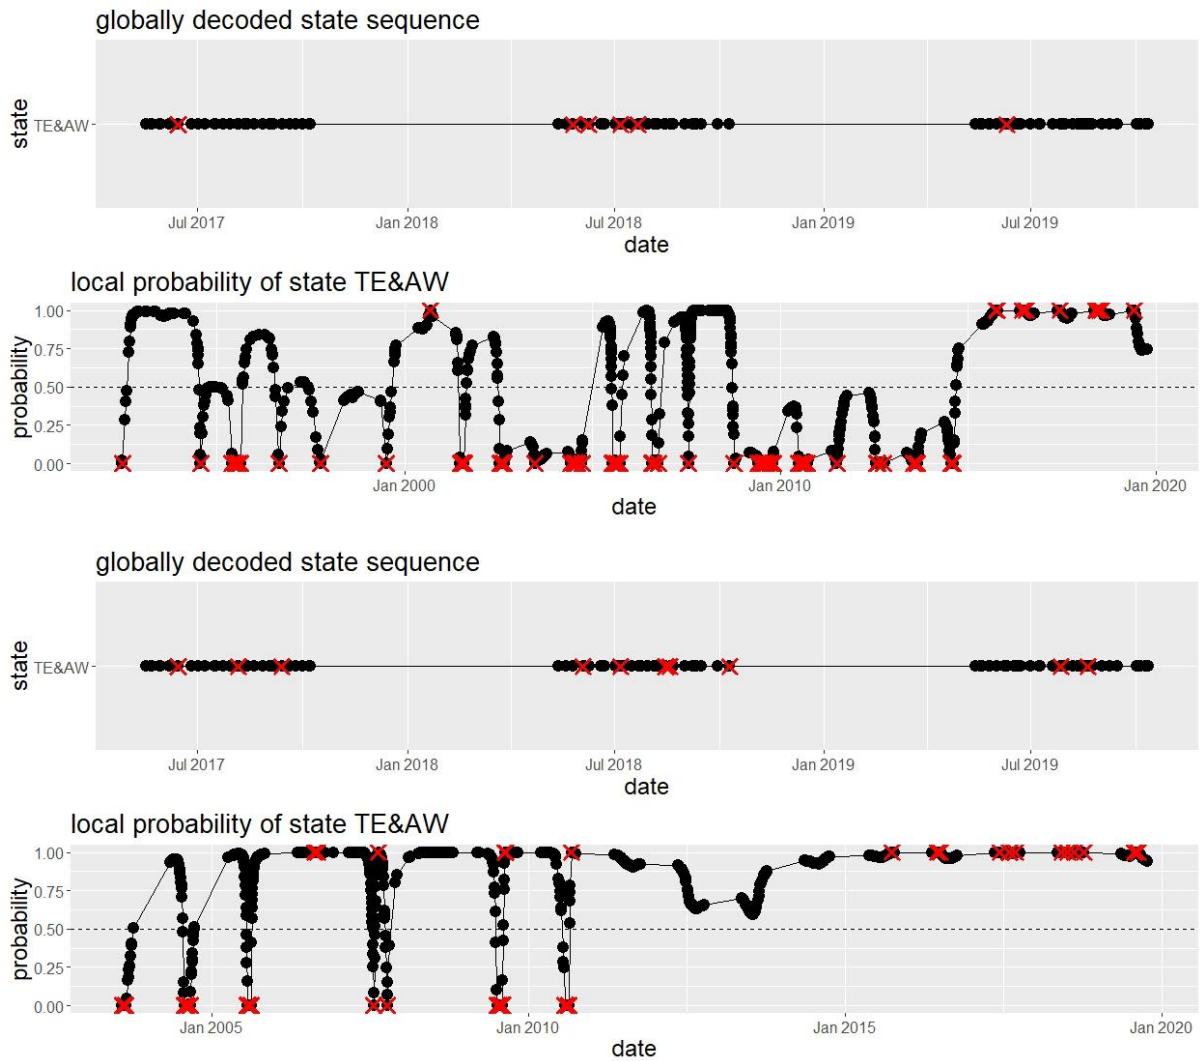 globally decoded state sequence
state
TE&AW
Jul 2017 Jan 2018 Jul 2018 Jan 2019 Jul 2019
date
local probability of state TE&AW
probability
1.00
0.75
0.50
0.25
0.00
Jan 2000 Jan 2010 Jan 2020
date
globally decoded state sequence
state
TE&AW
Jul 2017 Jan 2018 Jul 2018 Jan 2019 Jul 2019
date
local probability of state TE&AW
probability
1.00
0.75
0.50
0.25
0.00
Jan 2005 Jan 2010 Jan 2015 Jan 2020
date